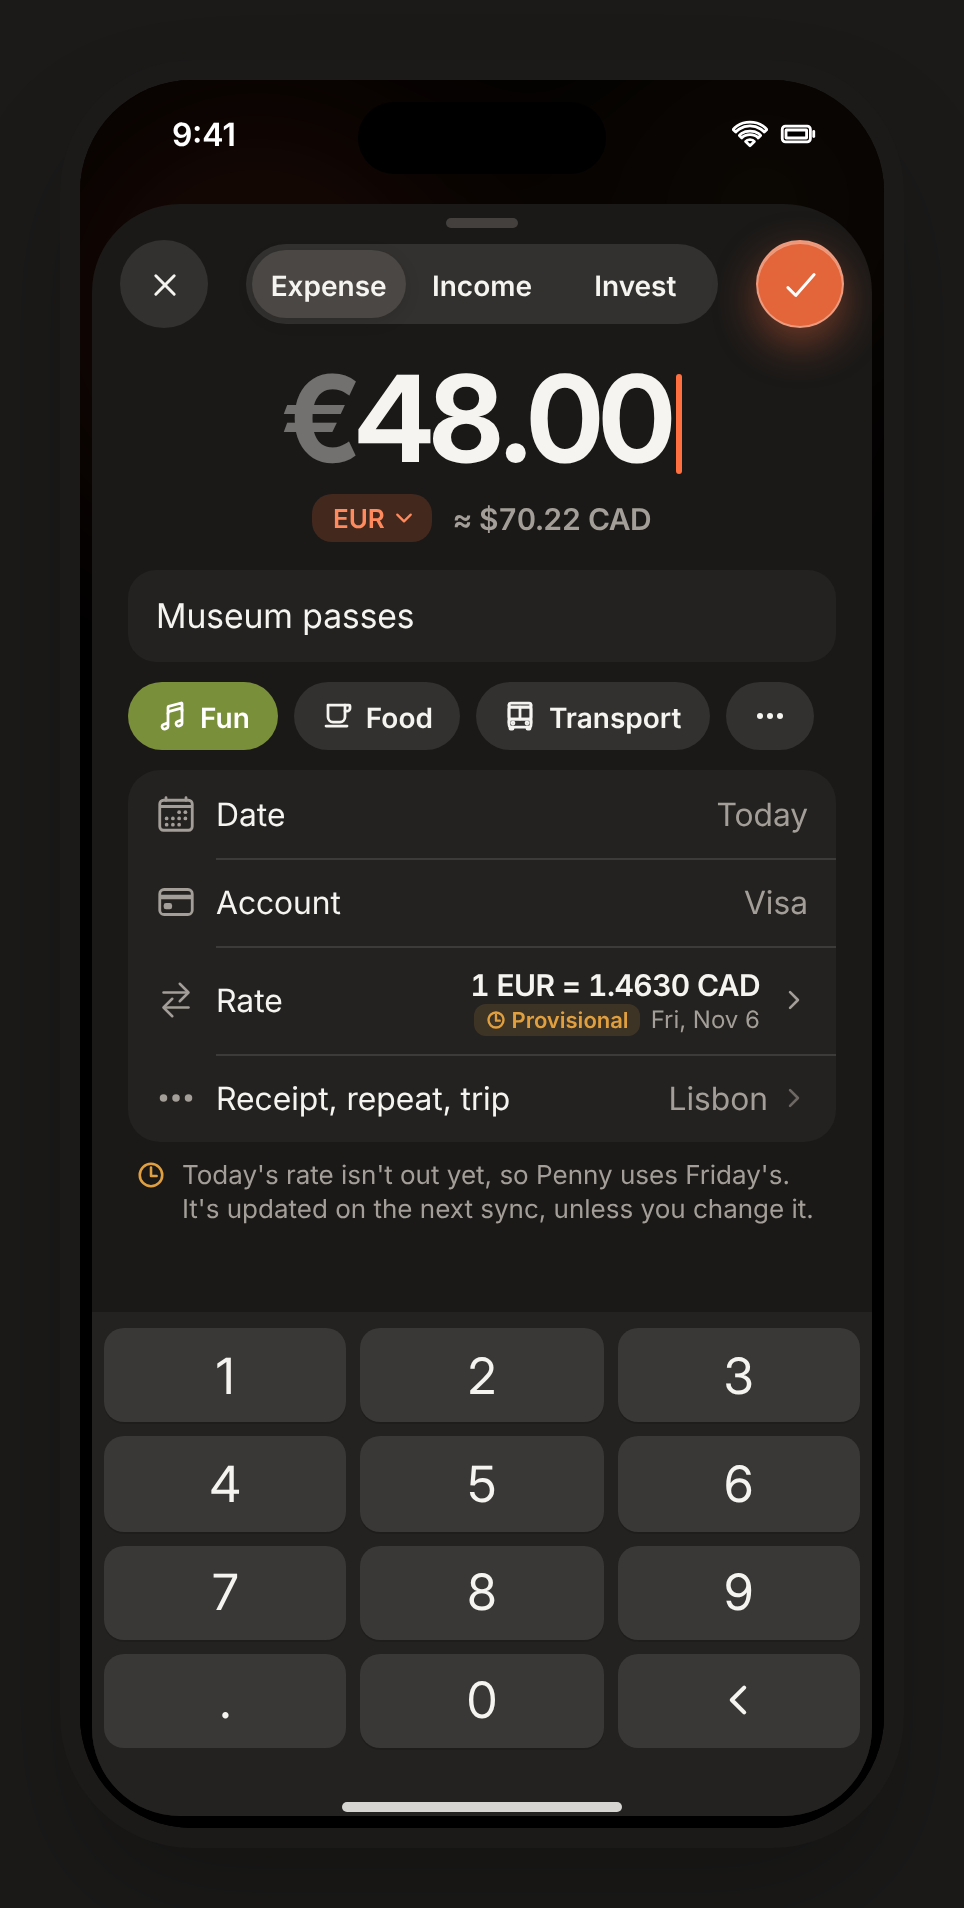 9:41
Expense Income Invest
€48.00
EUR ≈ $70.22 CAD
Museum passes
Fun Food Transport
Date Today
Account Visa
Rate 1 EUR = 1.4630 CAD
Provisional Fri, Nov 6
Receipt, repeat, trip Lisbon
Today's rate isn't out yet, so Penny uses Friday's.
It's updated on the next sync, unless you change it.
1 2 3
4 5 6
7 8 9
. 0